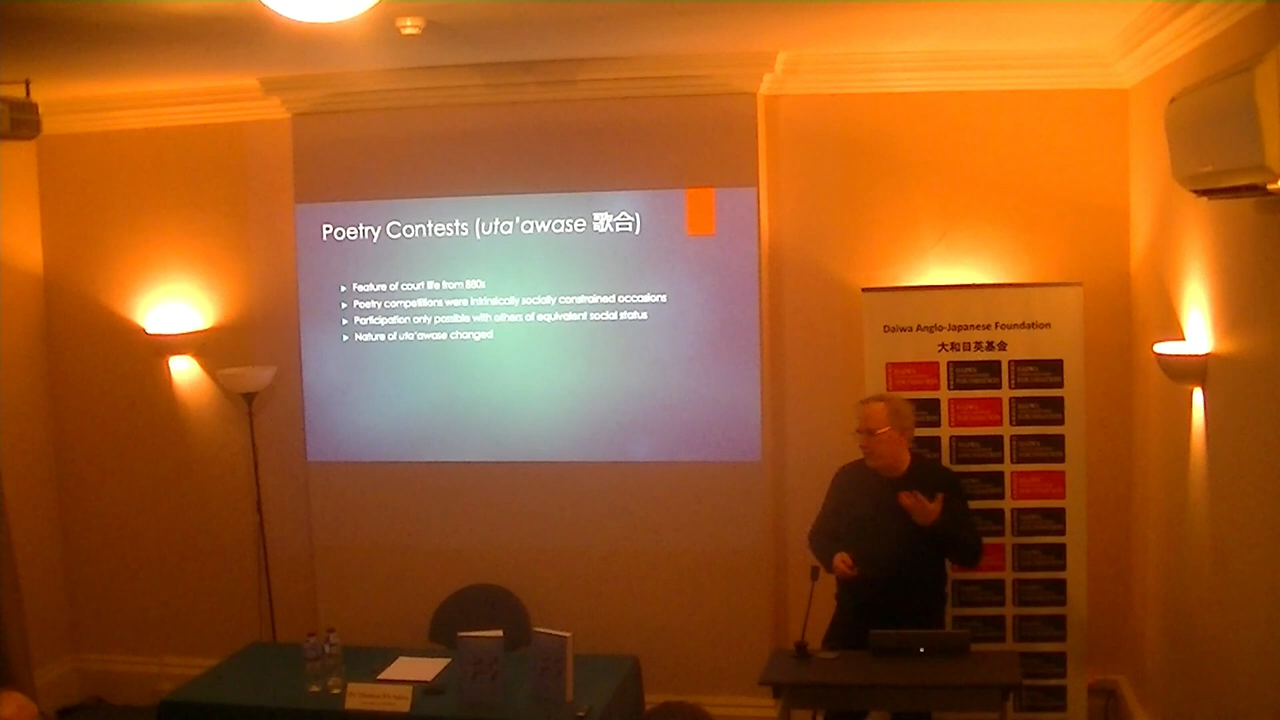 Poetry Contests (uta'awase 歌合)
Feature of court life from 880s
Poetry competitions were intrinsically socially constrained occasions
Participation only possible with others of equivalent social status
Nature of uta'awase changed
Daiwa Anglo-Japanese Foundation
大和日英基金